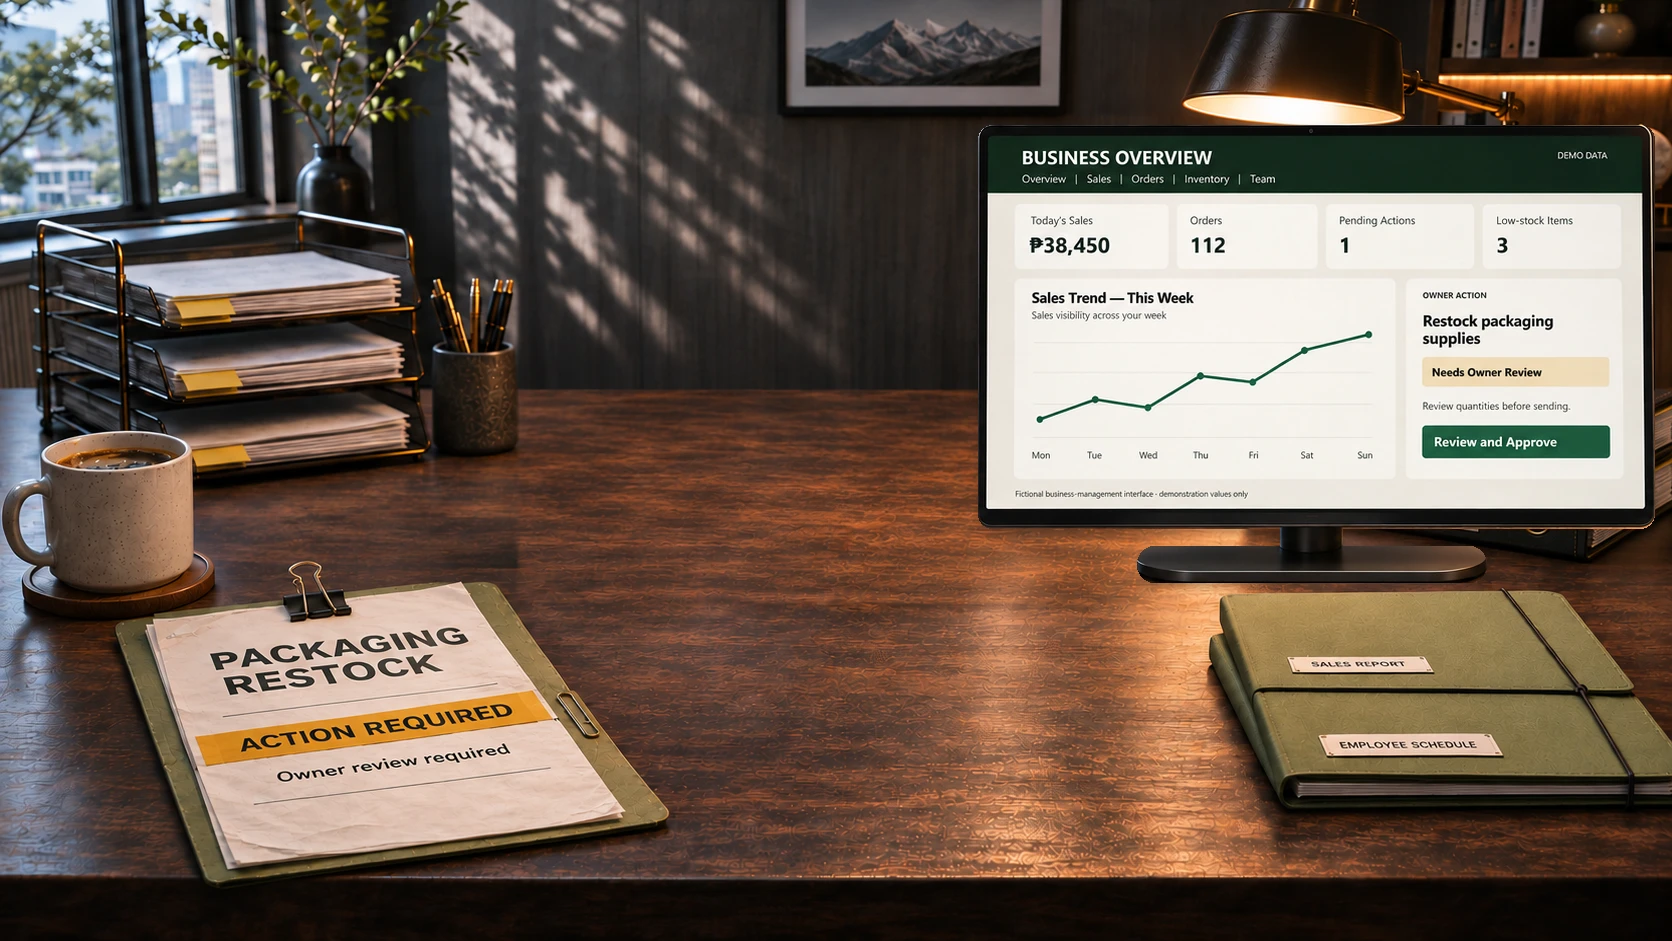 BUSINESS OVERVIEW
DEMO DATA
Overview | Sales | Orders | Inventory | Team
Today's Sales
₱38,450
Orders
112
Pending Actions
1
Low-stock Items
3
Sales Trend — This Week
Sales visibility across your week
Mon Tue Wed Thu Fri Sat Sun
OWNER ACTION
Restock packaging
supplies
Needs Owner Review
Review quantities before sending.
Review and Approve
Fictional business-management interface · demonstration values only
PACKAGING
RESTOCK
ACTION REQUIRED
Owner review required
SALES REPORT
EMPLOYEE SCHEDULE